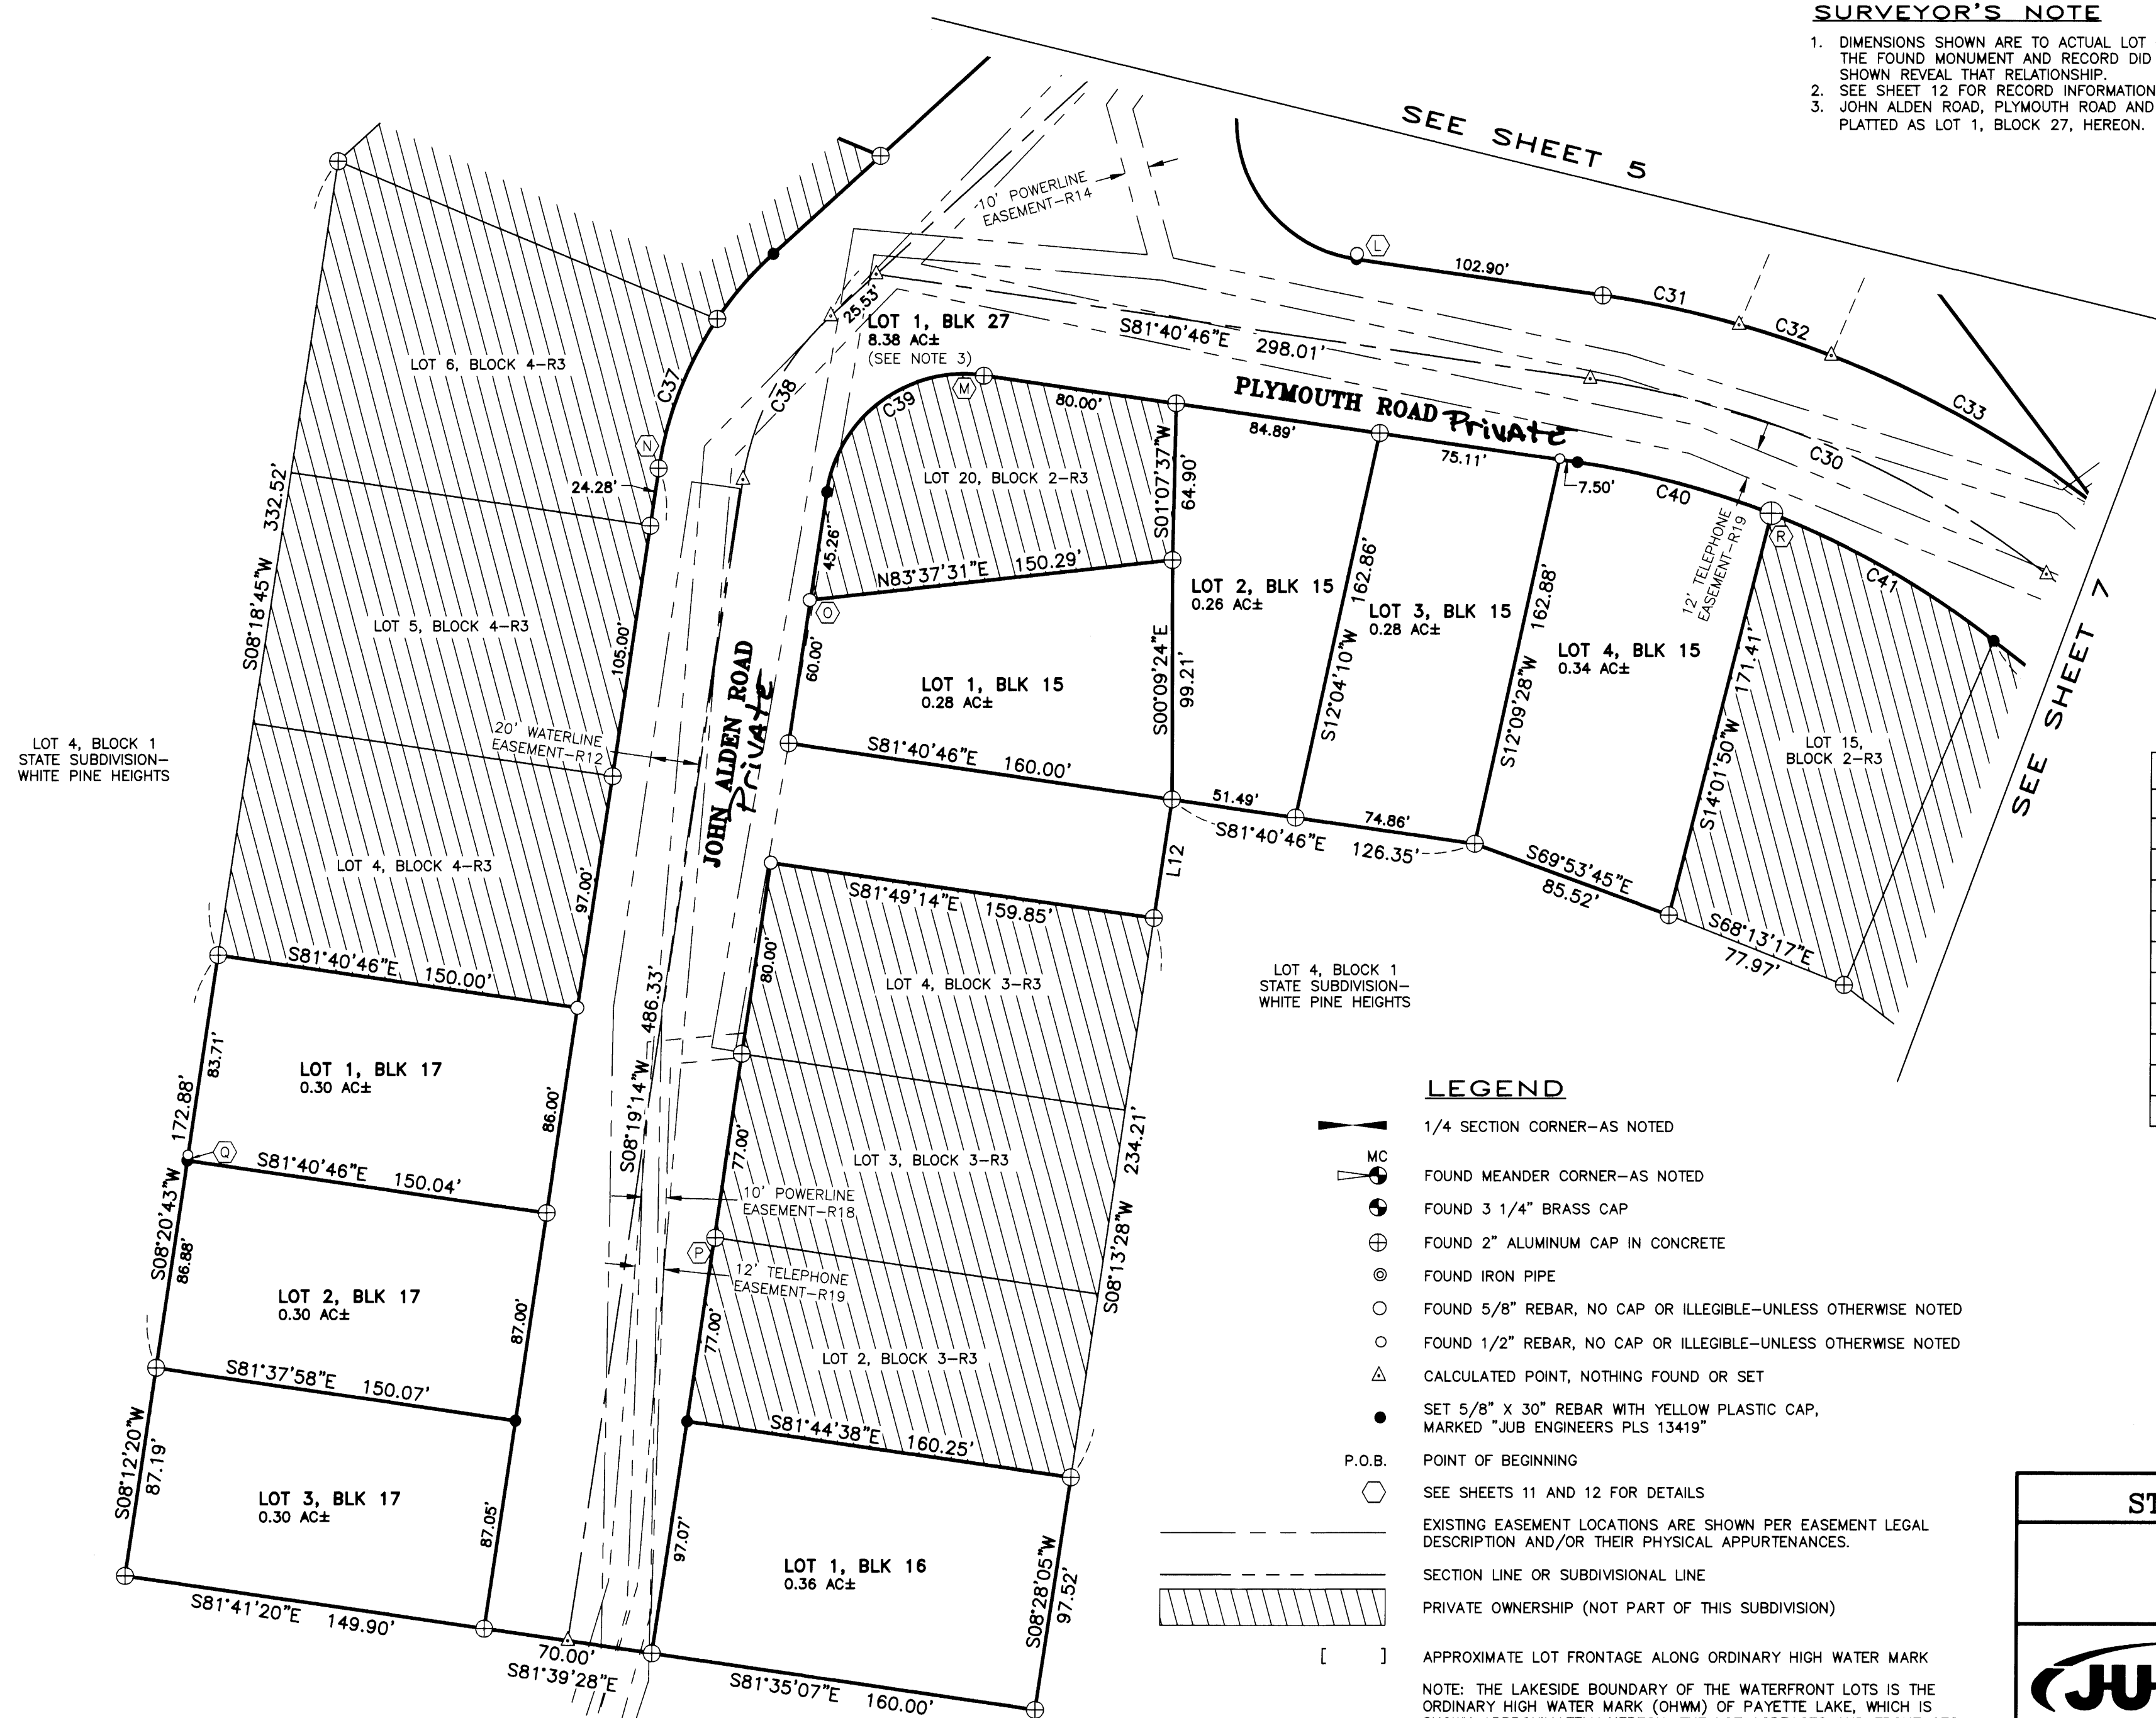 SURVEYOR'S NOTE
1. DIMENSIONS SHOWN ARE TO ACTUAL LOT
THE FOUND MONUMENT AND RECORD DID
SHOWN REVEAL THAT RELATIONSHIP.
2. SEE SHEET 12 FOR RECORD INFORMATION
3. JOHN ALDEN ROAD, PLYMOUTH ROAD AND
PLATTED AS LOT 1, BLOCK 27, HEREON.
SEE SHEET 5
10' POWERLINE
EASEMENT-R14
L
102.90'
C31
C32
C33
25.53'
LOT 1, BLK 27
8.38 AC±
(SEE NOTE 3)
S81°40'46"E 298.01'
LOT 6, BLOCK 4-R3
C37
C38
C39
M
80.00'
PLYMOUTH ROAD Private
84.89'
75.11'
7.50'
C40
C30
N
24.28'
332.52'
S08°18'45"W
LOT 20, BLOCK 2-R3
S01°07'37"W
64.90'
45.26'
N83°37'31"E 150.29'
O
12' TELEPHONE
EASEMENT-R19
R
C41
LOT 2, BLK 15
0.26 AC±
162.86'
S12°04'10"W
LOT 3, BLK 15
0.28 AC±
162.88'
S12°09'28"W
LOT 4, BLK 15
0.34 AC±
171.41'
S14°01'50"W
LOT 15,
BLOCK 2-R3
SEE SHEET 7
LOT 5, BLOCK 4-R3
105.00'
60.00'
LOT 1, BLK 15
0.28 AC±
S00°09'24"E
99.21'
JOHN ALDEN ROAD
Private
20' WATERLINE
EASEMENT-R12
LOT 4, BLOCK 1
STATE SUBDIVISION-
WHITE PINE HEIGHTS
S81°40'46"E 160.00'
51.49'
74.86'
S81°40'46"E 126.35'
L12
S69°53'45"E
85.52'
S68°13'17"E
77.97'
LOT 4, BLOCK 4-R3
97.00'
S81°49'14"E 159.85'
80.00'
LOT 4, BLOCK 3-R3
LOT 4, BLOCK 1
STATE SUBDIVISION-
WHITE PINE HEIGHTS
S81°40'46"E 150.00'
83.71'
172.88'
S08°20'43"W
LOT 1, BLK 17
0.30 AC±
86.00'
486.33'
S08°19'14"W
77.00'
234.21'
S08°13'28"W
LOT 3, BLOCK 3-R3
Q
S81°40'46"E 150.04'
10' POWERLINE
EASEMENT-R18
P
12' TELEPHONE
EASEMENT-R19
86.88'
LOT 2, BLK 17
0.30 AC±
87.00'
77.00'
LOT 2, BLOCK 3-R3
S81°37'58"E 150.07'
S81°44'38"E 160.25'
S08°12'20"W
87.19'
LOT 3, BLK 17
0.30 AC±
87.05'
97.07'
LOT 1, BLK 16
0.36 AC±
S08°28'05"W
97.52'
S81°41'20"E 149.90'
70.00'
S81°39'28"E
S81°35'07"E 160.00'
LEGEND
1/4 SECTION CORNER-AS NOTED
MC
FOUND MEANDER CORNER-AS NOTED
FOUND 3 1/4" BRASS CAP
FOUND 2" ALUMINUM CAP IN CONCRETE
FOUND IRON PIPE
FOUND 5/8" REBAR, NO CAP OR ILLEGIBLE-UNLESS OTHERWISE NOTED
FOUND 1/2" REBAR, NO CAP OR ILLEGIBLE-UNLESS OTHERWISE NOTED
CALCULATED POINT, NOTHING FOUND OR SET
SET 5/8" X 30" REBAR WITH YELLOW PLASTIC CAP,
MARKED "JUB ENGINEERS PLS 13419"
P.O.B. POINT OF BEGINNING
SEE SHEETS 11 AND 12 FOR DETAILS
EXISTING EASEMENT LOCATIONS ARE SHOWN PER EASEMENT LEGAL
DESCRIPTION AND/OR THEIR PHYSICAL APPURTENANCES.
SECTION LINE OR SUBDIVISIONAL LINE
PRIVATE OWNERSHIP (NOT PART OF THIS SUBDIVISION)
[ ] APPROXIMATE LOT FRONTAGE ALONG ORDINARY HIGH WATER MARK
NOTE: THE LAKESIDE BOUNDARY OF THE WATERFRONT LOTS IS THE
ORDINARY HIGH WATER MARK (OHWM) OF PAYETTE LAKE, WHICH IS